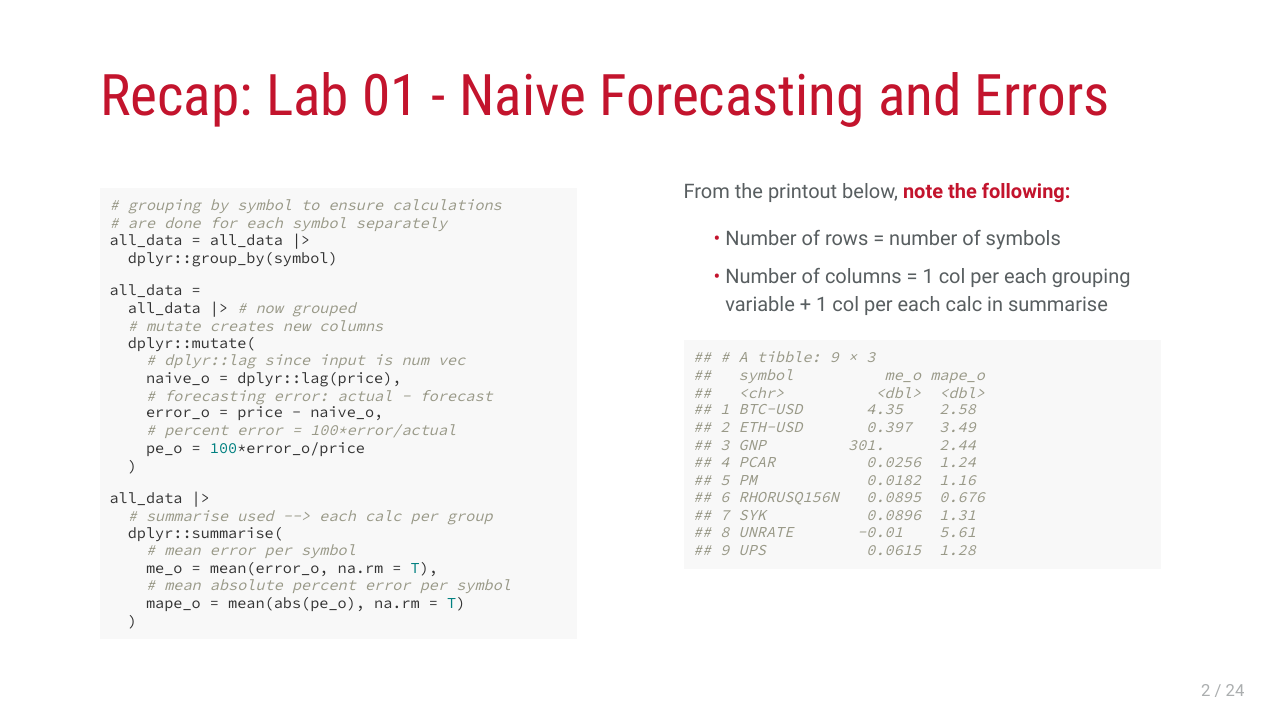 Recap: Lab 01 - Naive Forecasting and Errors
# grouping by symbol to ensure calculations
# are done for each symbol separately
all_data = all_data |>
  dplyr::group_by(symbol)
all_data =
  all_data |> # now grouped
  # mutate creates new columns
  dplyr::mutate(
    # dplyr::lag since input is num vec
    naive_o = dplyr::lag(price),
    # forecasting error: actual - forecast
    error_o = price - naive_o,
    # percent error = 100*error/actual
    pe_o = 100*error_o/price
  )
all_data |>
  # summarise used --> each calc per group
  dplyr::summarise(
    # mean error per symbol
    me_o = mean(error_o, na.rm = T),
    # mean absolute percent error per symbol
    mape_o = mean(abs(pe_o), na.rm = T)
  )
From the printout below, note the following:
• Number of rows = number of symbols
• Number of columns = 1 col per each grouping
variable + 1 col per each calc in summarise
## # A tibble: 9 × 3
##   symbol          me_o mape_o
##   <chr>          <dbl>  <dbl>
## 1 BTC-USD       4.35    2.58
## 2 ETH-USD       0.397   3.49
## 3 GNP         301.      2.44
## 4 PCAR          0.0256  1.24
## 5 PM            0.0182  1.16
## 6 RHORUSQ156N   0.0895  0.676
## 7 SYK           0.0896  1.31
## 8 UNRATE       -0.01    5.61
## 9 UPS           0.0615  1.28
2 / 24